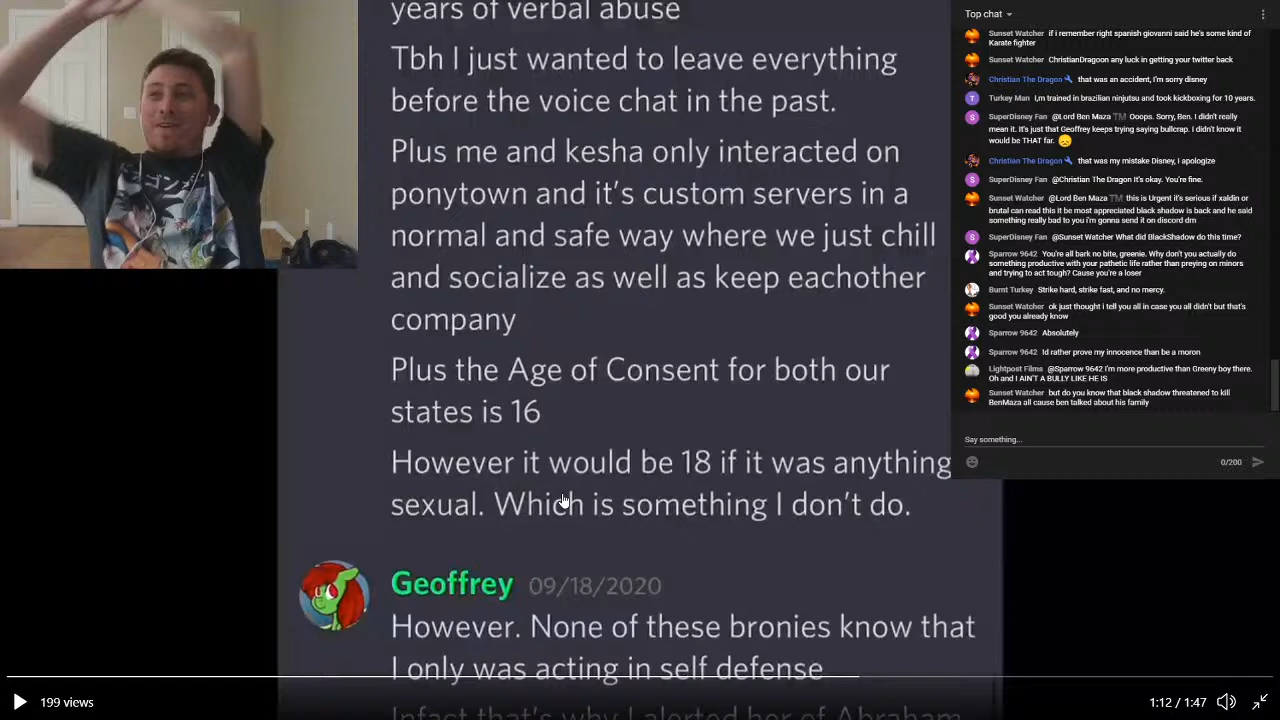 years of verbal abuse
Tbh I just wanted to leave everything
before the voice chat in the past.
Plus me and kesha only interacted on
ponytown and it's custom servers in a
normal and safe way where we just chill
and socialize as well as keep eachother
company
Plus the Age of Consent for both our
states is 16
However it would be 18 if it was anything
sexual. Which is something I don't do.
Geoffrey 09/18/2020
However. None of these bronies know that
I only was acting in self defense
Infact that's why I alerted her of Abraham
Top chat
Sunset Watcher if i remember right spanish giovanni said he's some kind of
Karate fighter
Sunset Watcher ChristianDragoon any luck in getting your twitter back
Christian The Dragon that was an accident, I'm sorry disney
T
Turkey Man I,m trained in brazilian ninjutsu and took kickboxing for 10 years.
S
SuperDisney Fan @Lord Ben Maza TM Ooops. Sorry, Ben. I didn't really
mean it. It's just that Geoffrey keeps trying saying bullcrap. I didn't know it
would be THAT far. 😞
Christian The Dragon that was my mistake Disney, I apologize
S
SuperDisney Fan @Christian The Dragon It's okay. You're fine.
Sunset Watcher @Lord Ben Maza TM this is Urgent it's serious if xaldin or
brutal can read this it be most appreciated black shadow is back and he said
something really bad to you i'm gonna send it on discord dm
S
SuperDisney Fan @Sunset Watcher What did BlackShadow do this time?
Sparrow 9642 You're all bark no bite, greenie. Why don't you actually do
something productive with your pathetic life rather than preying on minors
and trying to act tough? Cause you're a loser
Burnt Turkey Strike hard, strike fast, and no mercy.
Sunset Watcher ok just thought i tell you all in case you all didn't but that's
good you already know
Sparrow 9642 Absolutely
Sparrow 9642 Id rather prove my innocence than be a moron
Lightpost Films @Sparrow 9642 I'm more productive than Greeny boy there.
Oh and I AIN'T A BULLY LIKE HE IS
Sunset Watcher but do you know that black shadow threatened to kill
BenMaza all cause ben talked about his family
Say something...
0/200
199 views
1:12 / 1:47